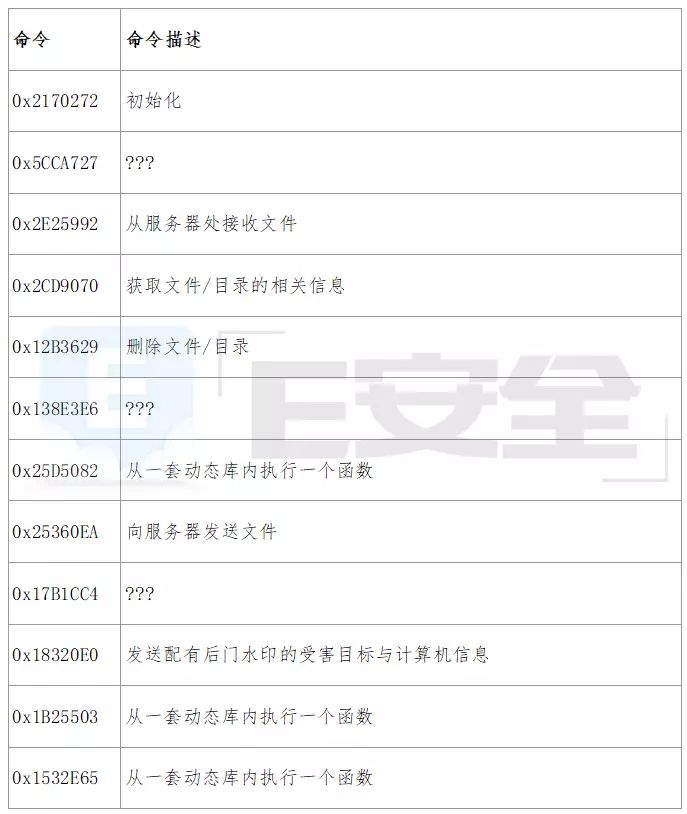 命令 命令描述
0x2170272 初始化
0x5CCA727 ???
0x2E25992 从服务器处接收文件
0x2CD9070 获取文件/目录的相关信息
0x12B3629 删除文件/目录
E E安全
0x138E3E6 ???
0x25D5082 从一套动态库内执行一个函数
0x25360EA 向服务器发送文件
0x17B1CC4 ???
0x18320E0 发送配有后门水印的受害目标与计算机信息
0x1B25503 从一套动态库内执行一个函数
0x1532E65 从一套动态库内执行一个函数